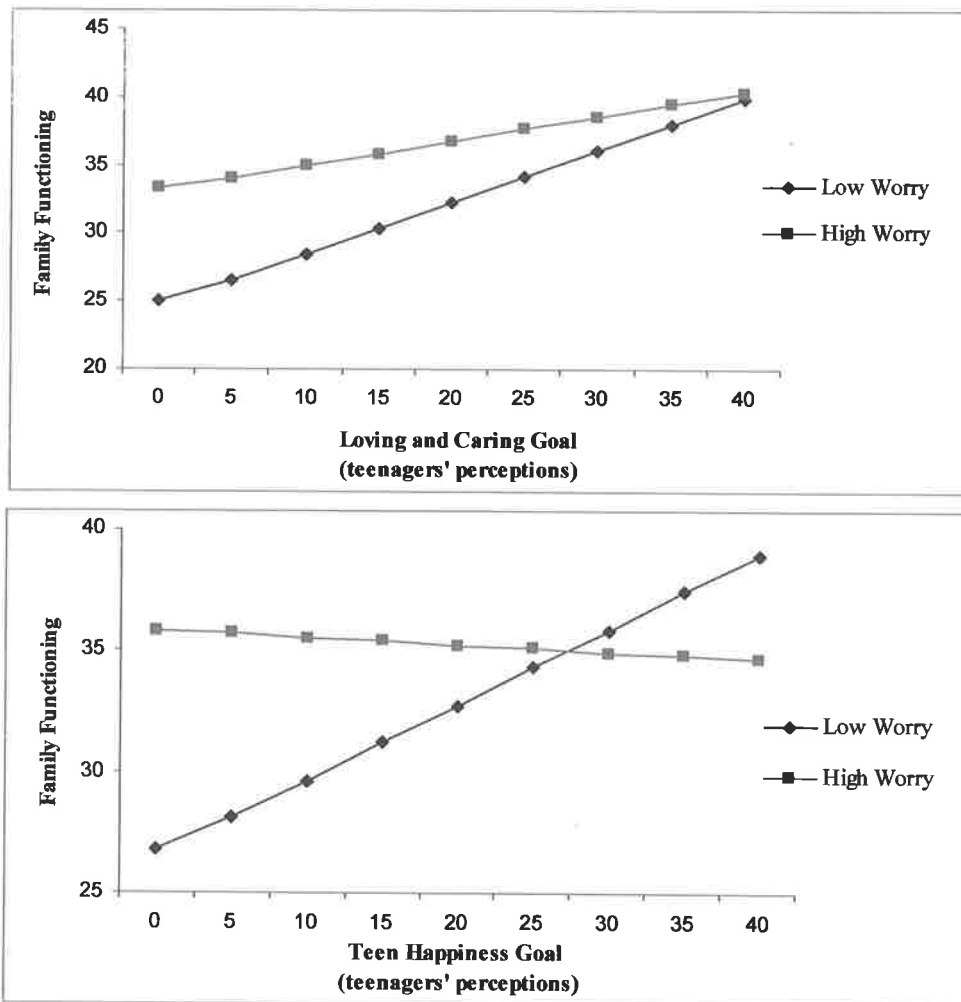 45
40
35
30
25
20
Family Functioning
0 5 10 15 20 25 30 35 40
Loving and Caring Goal
(teenagers' perceptions)
Low Worry
High Worry
40
35
30
25
Family Functioning
0 5 10 15 20 25 30 35 40
Teen Happiness Goal
(teenagers' perceptions)
Low Worry
High Worry